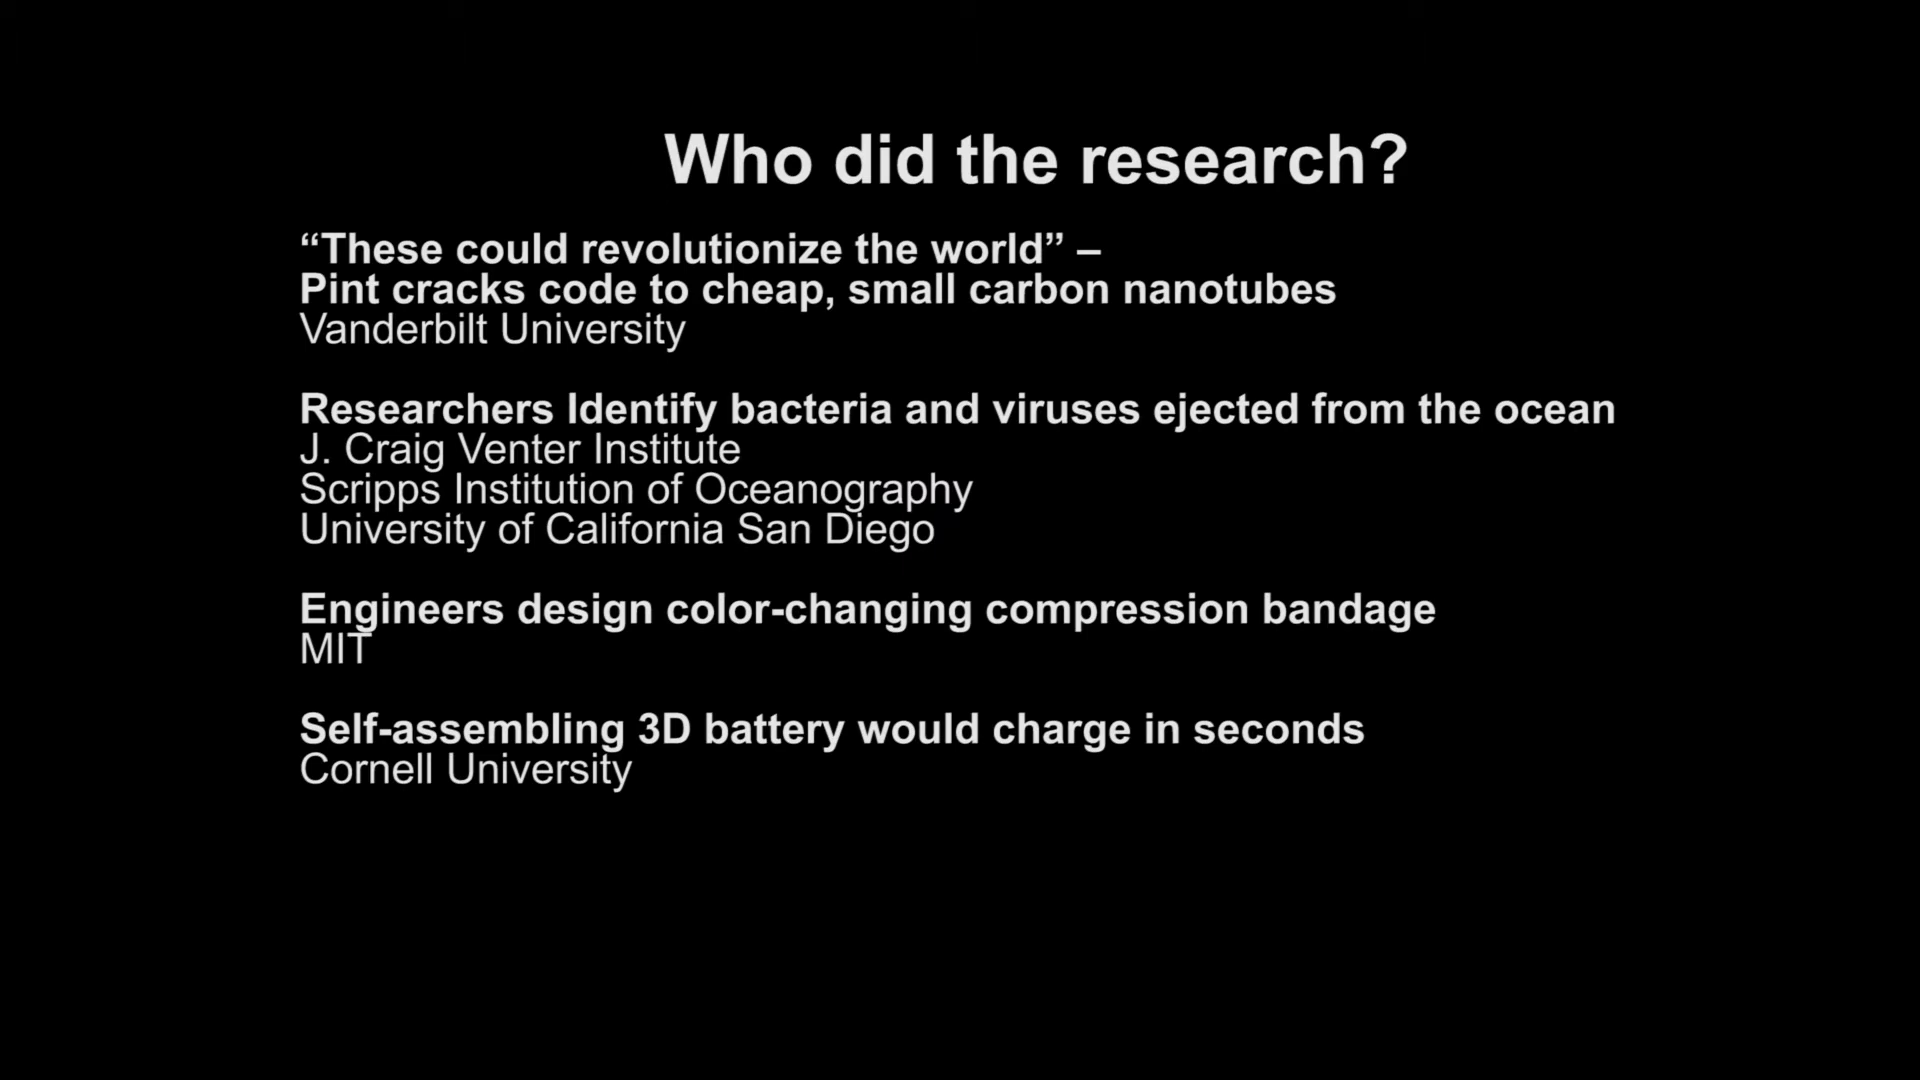 Who did the research?
“These could revolutionize the world” –
Pint cracks code to cheap, small carbon nanotubes
Vanderbilt University
Researchers Identify bacteria and viruses ejected from the ocean
J. Craig Venter Institute
Scripps Institution of Oceanography
University of California San Diego
Engineers design color-changing compression bandage
MIT
Self-assembling 3D battery would charge in seconds
Cornell University